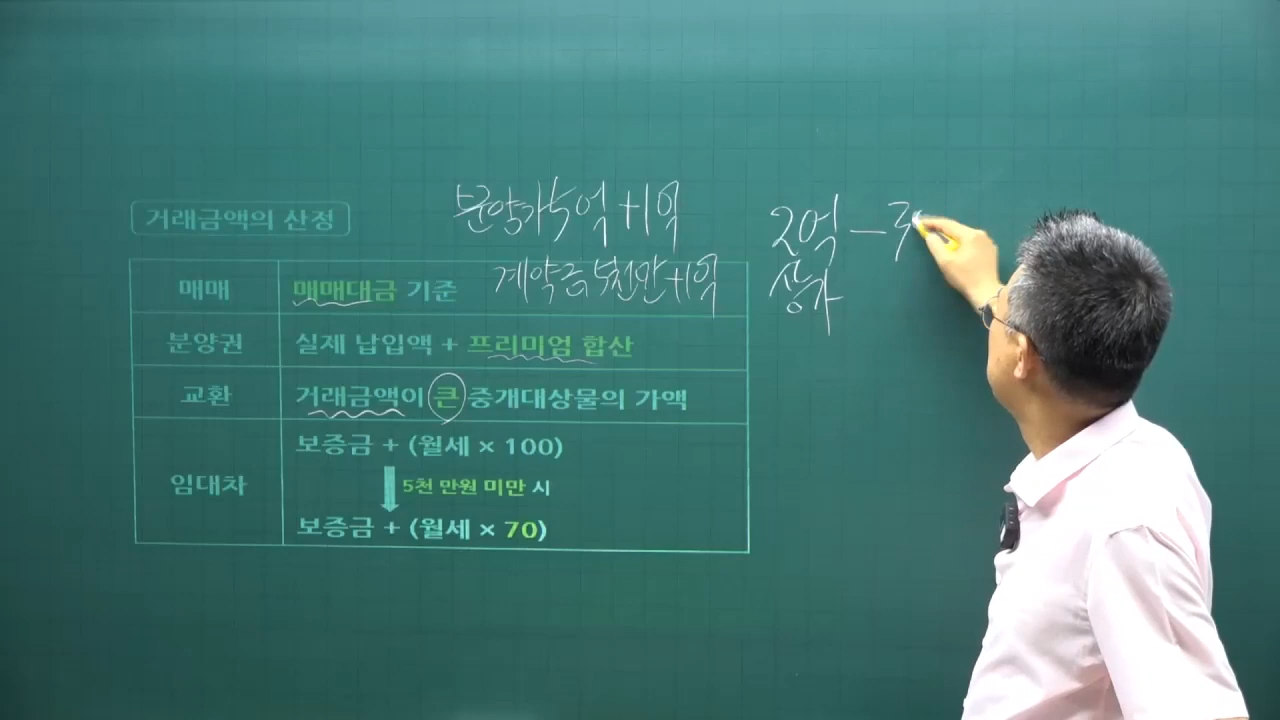 거래금액의 산정
분양가 5억 +1억
계약금 5천만 +1억
2억 – 3
상가
매매 매매대금 기준
분양권 실제 납입액 + 프리미엄 합산
교환 거래금액이 큰 중개대상물의 가액
임대차 보증금 + (월세 × 100)
5천 만원 미만 시
보증금 + (월세 × 70)